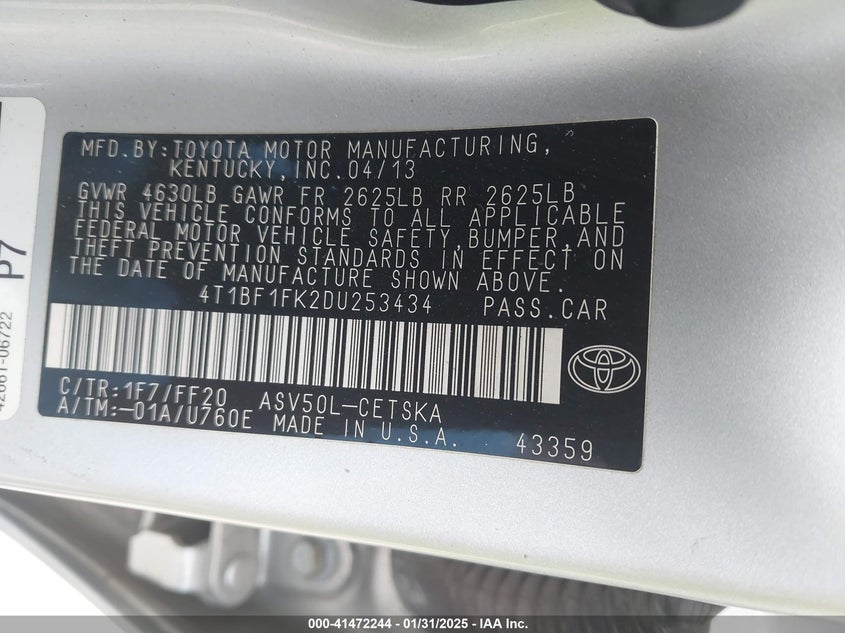 MFD.BY:TOYOTA MOTOR MANUFACTURING,
KENTUCKY,INC.04/13
GVWR 4630LB GAWR FR 2625LB RR 2625LB
THIS VEHICLE CONFORMS TO ALL APPLICABLE
FEDERAL MOTOR VEHICLE SAFETY,BUMPER,AND
THEFT PREVENTION STANDARDS IN EFFECT ON
THE DATE OF MANUFACTURE SHOWN ABOVE.
4T1BF1FK2DU253434 PASS.CAR
C/TR:1F7/FF20 ASV50L-CETSKA
A/TM:-01A/U760E MADE IN U.S.A. 43359
P7
42661-06722
000-41472244 - 01/31/2025 - IAA Inc.